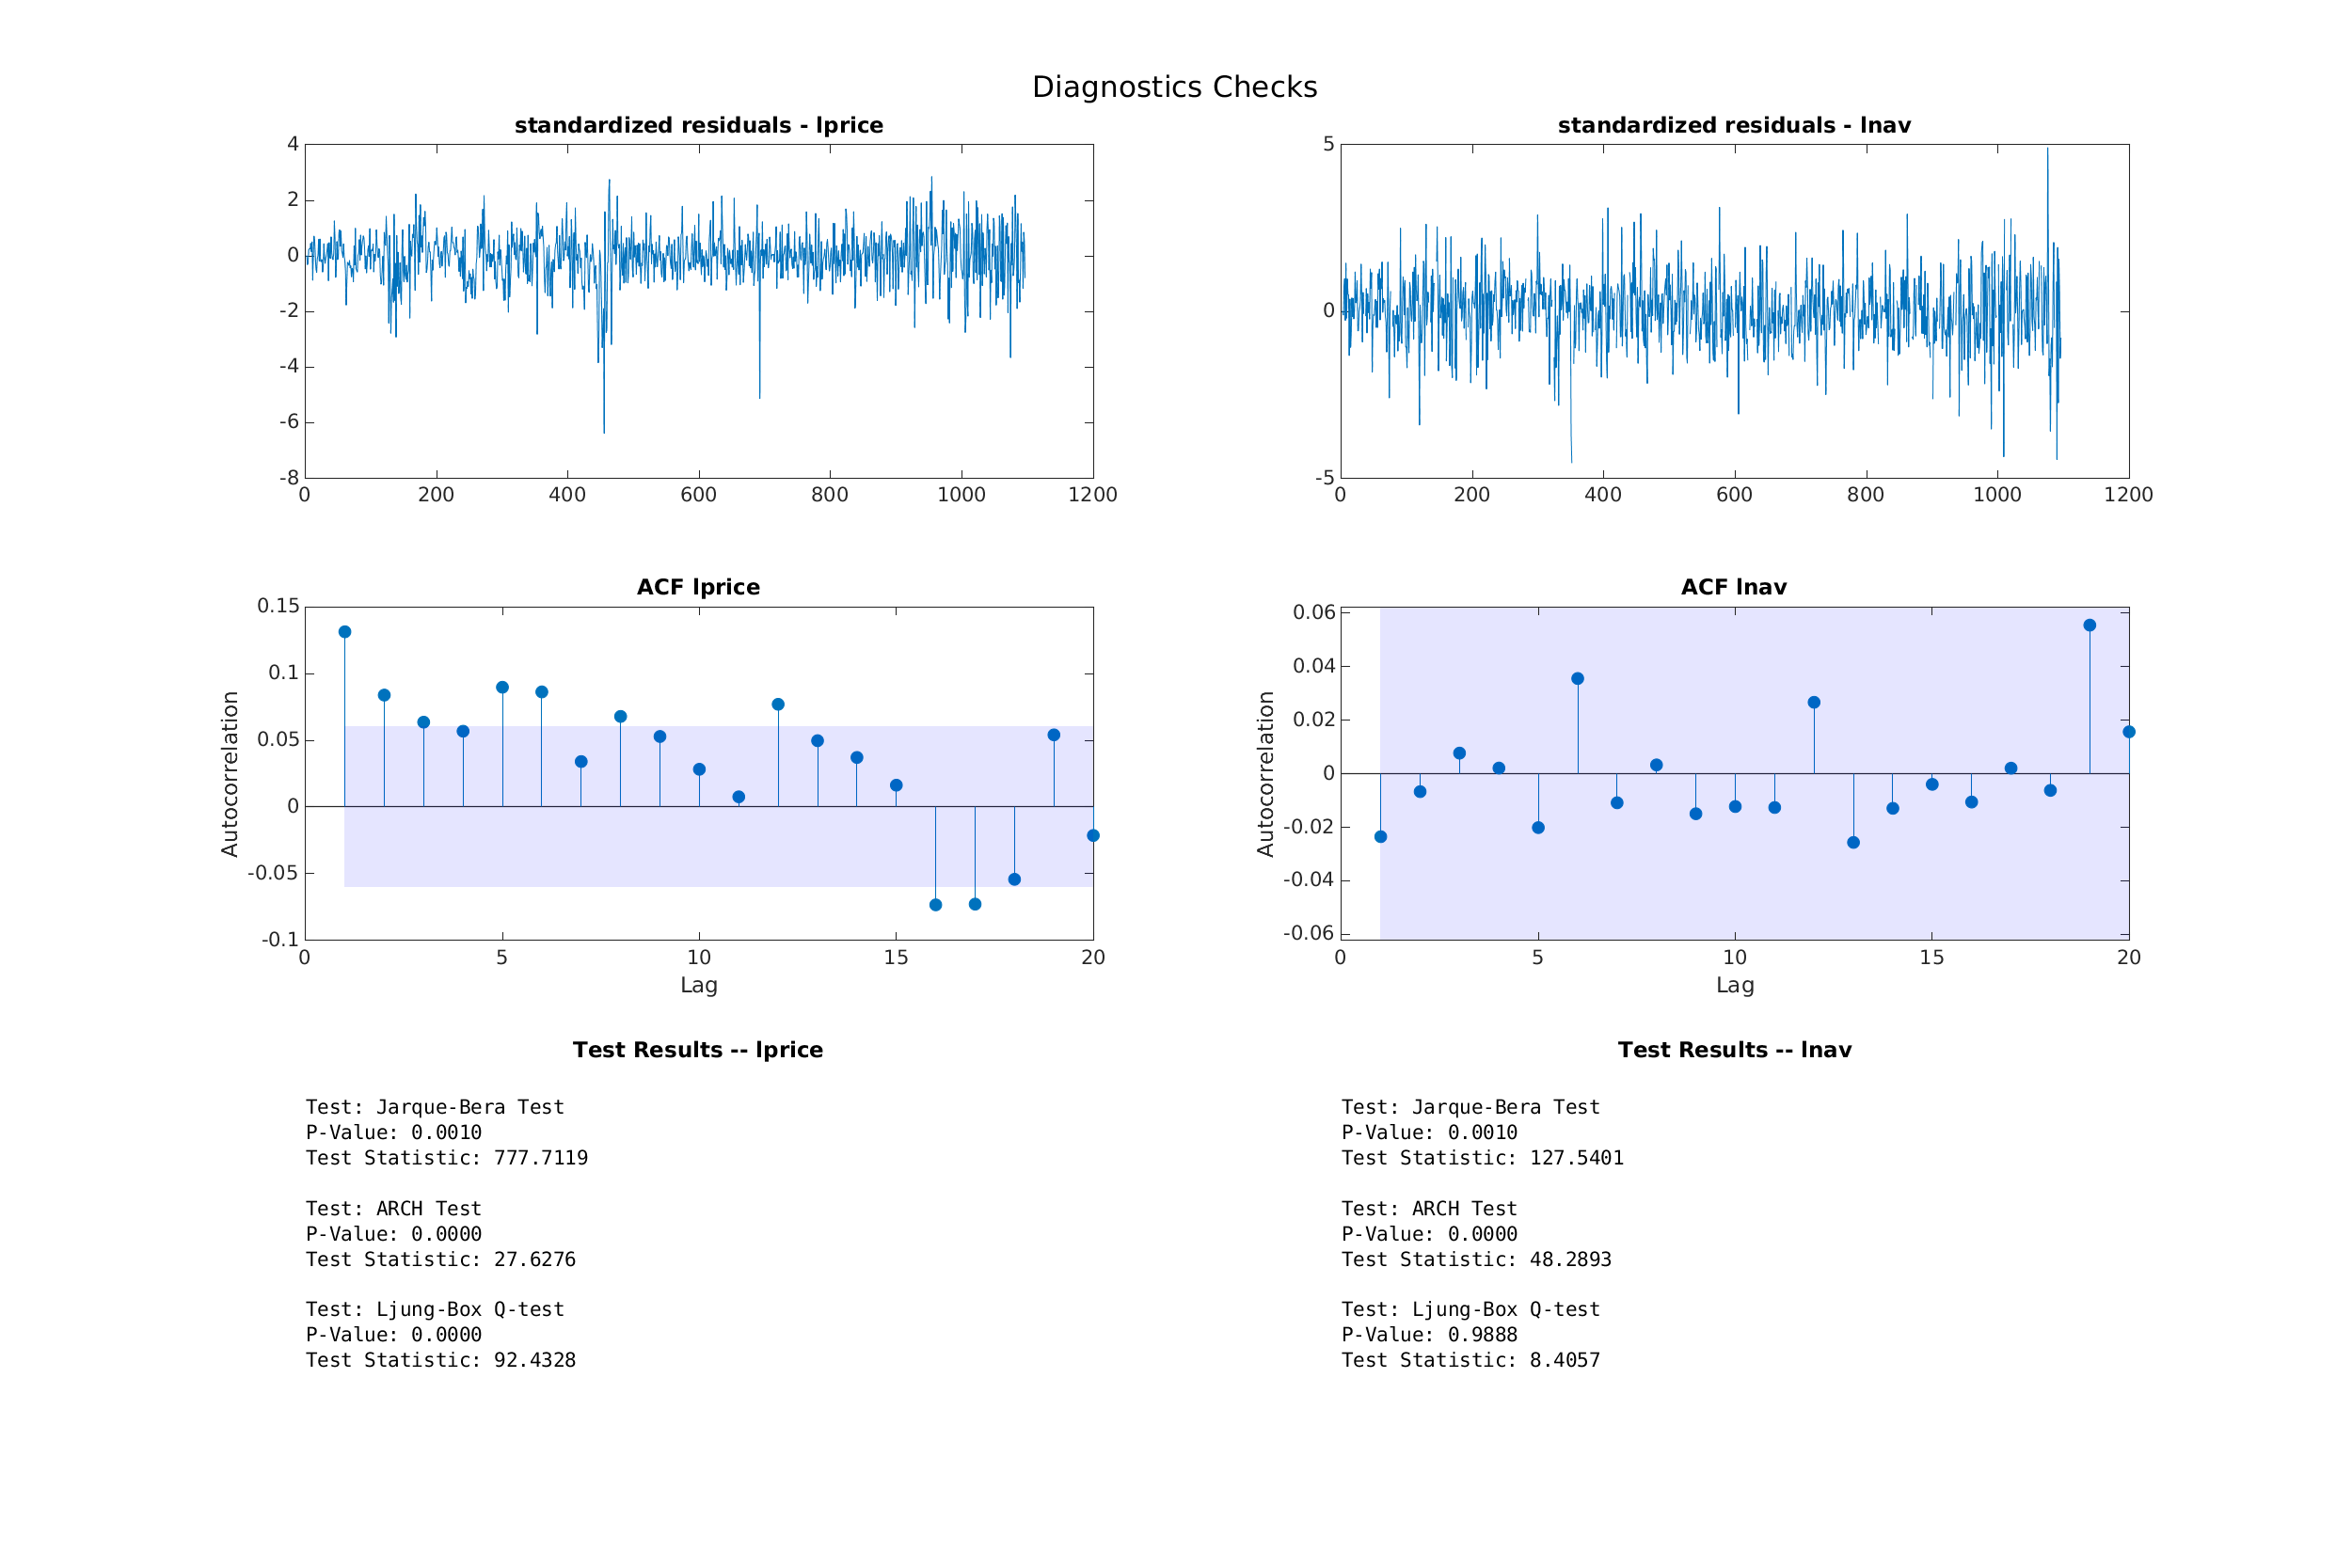 Diagnostics Checks
standardized residuals - lprice
4
2
0
-2
-4
-6
-8
0 200 400 600 800 1000 1200
standardized residuals - lnav
5
0
-5
0 200 400 600 800 1000 1200
ACF lprice
0.15
0.1
0.05
0
-0.05
-0.1
Autocorrelation
0 5 10 15 20
Lag
ACF lnav
0.06
0.04
0.02
0
-0.02
-0.04
-0.06
Autocorrelation
0 5 10 15 20
Lag
Test Results -- lprice
Test: Jarque-Bera Test
P-Value: 0.0010
Test Statistic: 777.7119
Test: ARCH Test
P-Value: 0.0000
Test Statistic: 27.6276
Test: Ljung-Box Q-test
P-Value: 0.0000
Test Statistic: 92.4328
Test Results -- lnav
Test: Jarque-Bera Test
P-Value: 0.0010
Test Statistic: 127.5401
Test: ARCH Test
P-Value: 0.0000
Test Statistic: 48.2893
Test: Ljung-Box Q-test
P-Value: 0.9888
Test Statistic: 8.4057